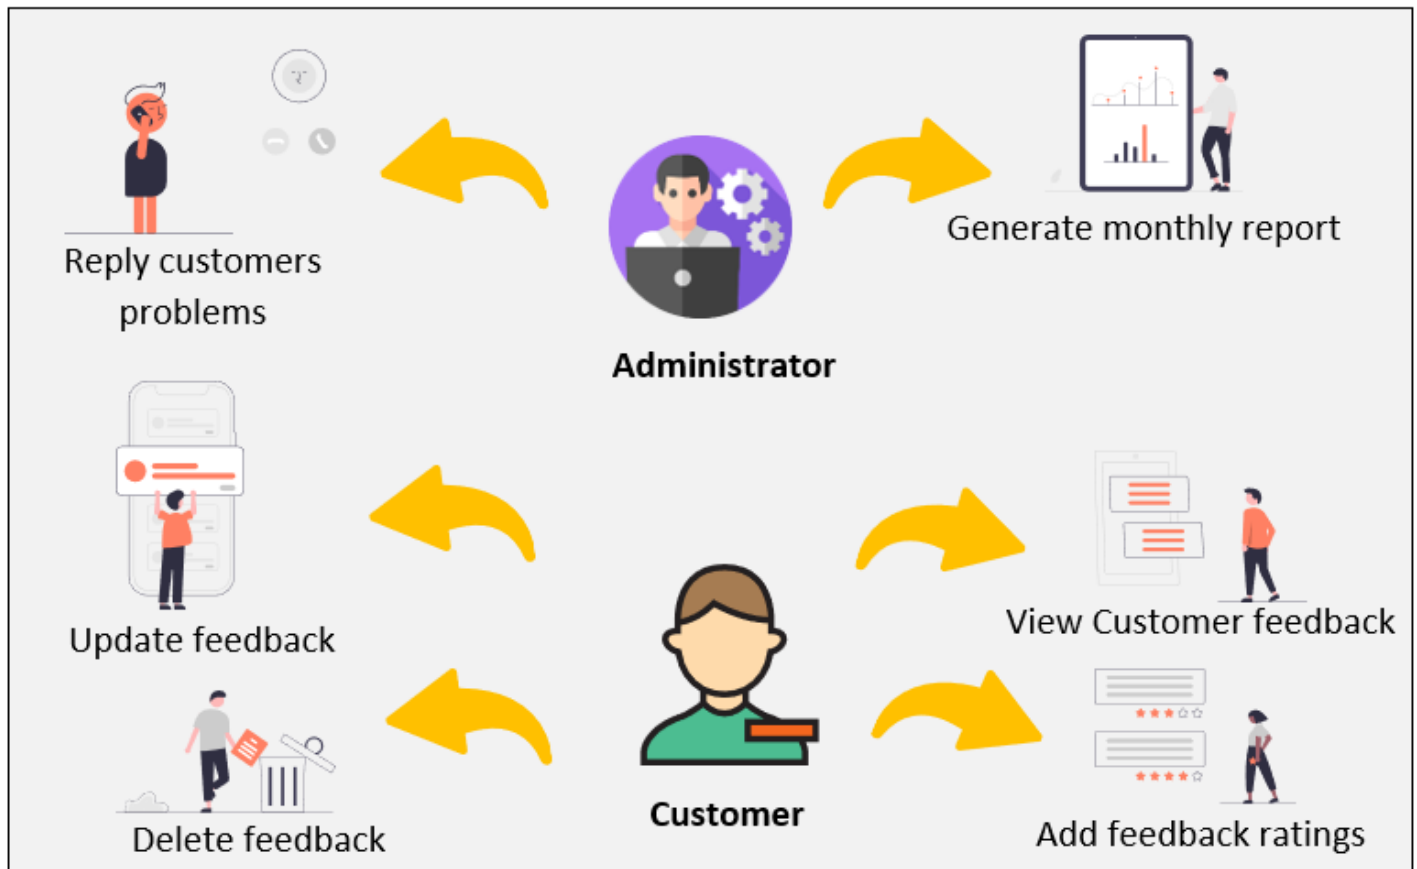 Reply customers
problems
Generate monthly report
Administrator
Update feedback
View Customer feedback
Delete feedback
Customer
Add feedback ratings